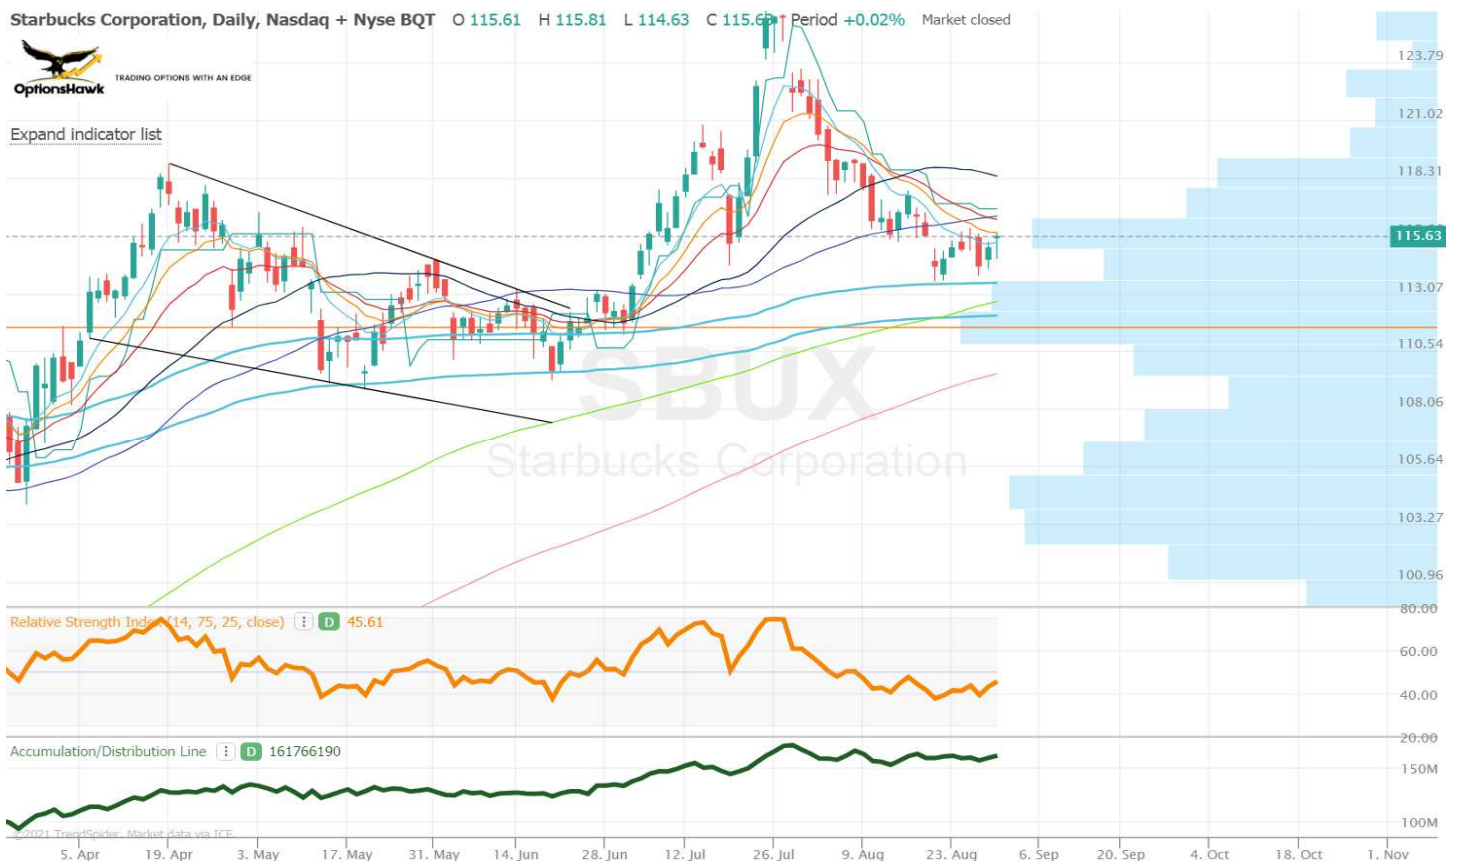 Starbucks Corporation, Daily, Nasdaq + Nyse BQT O 115.61 H 115.81 L 114.63 C 115.63 Period +0.02% Market closed
OptionsHawk
TRADING OPTIONS WITH AN EDGE
Expand indicator list
123.79
121.02
118.31
115.63
113.07
110.54
108.06
105.64
103.27
100.96
SBUX
Starbucks Corporation
Relative Strength Index (14, 75, 25, close) D 45.61
80.00
60.00
40.00
20.00
Accumulation/Distribution Line D 161766190
150M
100M
©2021 TrendSpider. Market data via ICE.
5. Apr 19. Apr 3. May 17. May 31. May 14. Jun 28. Jun 12. Jul 26. Jul 9. Aug 23. Aug 6. Sep 20. Sep 4. Oct 18. Oct 1. Nov